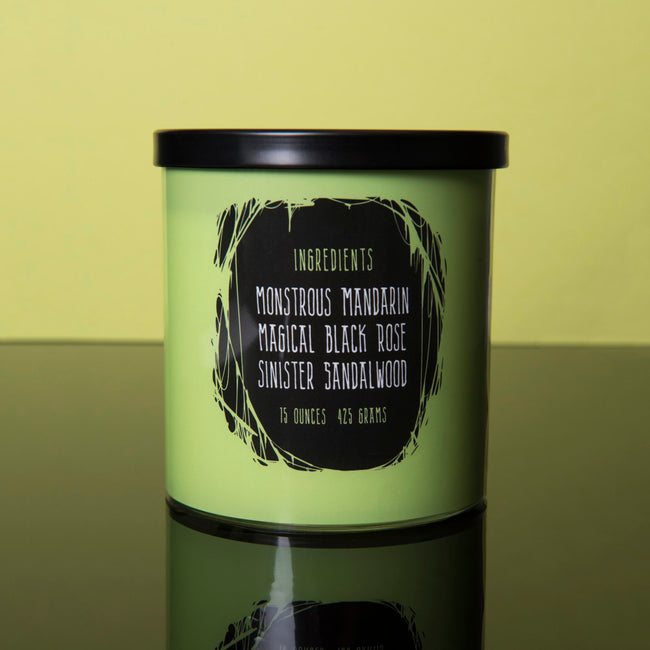 INGREDIENTS
MONSTROUS MANDARIN
MAGICAL BLACK ROSE
SINISTER SANDALWOOD
15 OUNCES 425 GRAMS